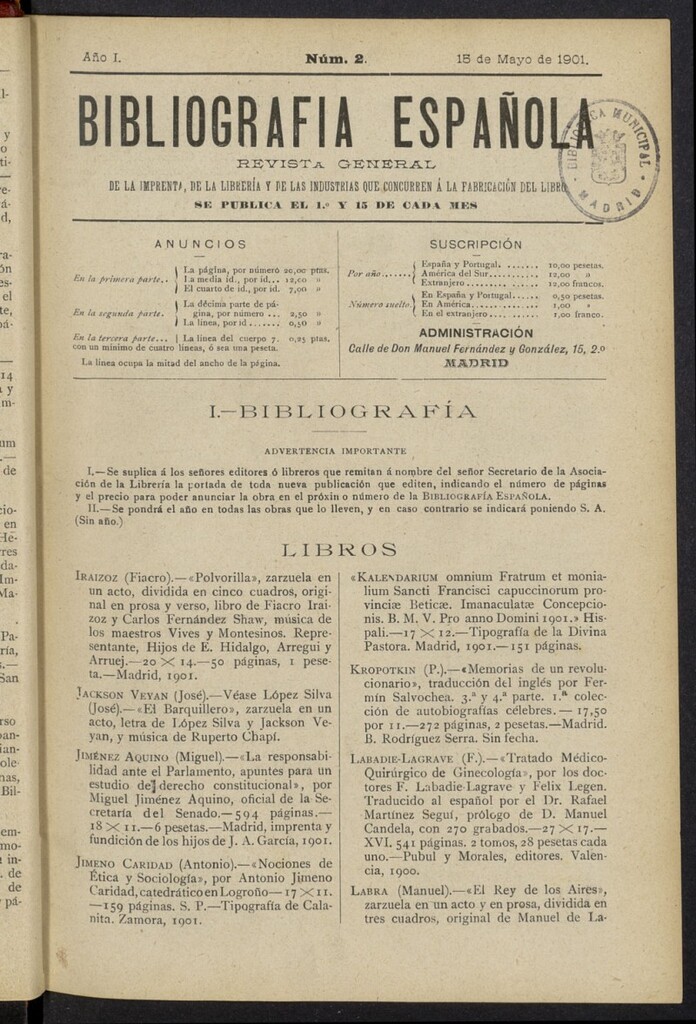 Año I.
Núm. 2.
15 de Mayo de 1901.
BIBLIOGRAFIA ESPAÑOLA
REVISTA GENERAL
DE LA IMPRENTA, DE LA LIBRERÍA Y DE LAS INDUSTRIAS QUE CONCURREN Á LA FABRICACIÓN DEL LIBRO
SE PUBLICA EL 1.º Y 15 DE CADA MES
BIBLIOTECA MUNICIPAL
MADRID
ANUNCIOS
En la primera parte..
La página, por número 20,00 ptas.
La media id., por id... 12,00 »
El cuarto de id., por id. 7,00 »
En la segunda parte.
La décima parte de pá-
gina, por número ... 2,50 »
La línea, por id....... 0,50 »
En la tercera parte... | La línea del cuerpo 7. 0,25 ptas.
con un mínimo de cuatro líneas, ó sea una peseta.
La línea ocupa la mitad del ancho de la página.
SUSCRIPCIÓN
Por año......
España y Portugal....... 10,00 pesetas.
América del Sur.......... 12,00 »
Extranjero............... 12,00 francos.
Número suelto.
En España y Portugal..... 0,50 pesetas.
En América............... 1,00 »
En el extranjero.......... 1,00 franco.
ADMINISTRACIÓN
Calle de Don Manuel Fernández y González, 15, 2.º
MADRID
I.—BIBLIOGRAFÍA
ADVERTENCIA IMPORTANTE
I.—Se suplica á los señores editores ó libreros que remitan á nombre del señor Secretario de la Asocia-
ción de la Librería la portada de toda nueva publicación que editen, indicando el número de páginas
y el precio para poder anunciar la obra en el próxin o número de la BIBLIOGRAFÍA ESPAÑOLA.
II.—Se pondrá el año en todas las obras que lo lleven, y en caso contrario se indicará poniendo S. A.
(Sin año.)
LIBROS
IRAIZOZ (Fiacro).—«Polvorilla», zarzuela en
un acto, dividida en cinco cuadros, origi-
nal en prosa y verso, libro de Fiacro Irai-
zoz y Carlos Fernández Shaw, música de
los maestros Vives y Montesinos. Repre-
sentante, Hijos de E. Hidalgo, Arregui y
Arruej.—20 × 14.—50 páginas, 1 pese-
ta.—Madrid, 1901.
JACKSON VEYAN (José).—Véase López Silva
(José).—«El Barquillero», zarzuela en un
acto, letra de López Silva y Jackson Ve-
yan, y música de Ruperto Chapí.
JIMÉNEZ AQUINO (Miguel).—«La responsabi-
lidad ante el Parlamento, apuntes para un
estudio del derecho constitucional», por
Miguel Jiménez Aquino, oficial de la Se-
cretaría del Senado.—594 páginas.—
18 × 11.—6 pesetas.—Madrid, imprenta y
fundición de los hijos de J. A. García, 1901.
JIMENO CARIDAD (Antonio).—«Nociones de
Ética y Sociología», por Antonio Jimeno
Caridad, catedrático en Logroño—17 × 11.
—159 páginas. S. P.—Tipografía de Cala-
nita. Zamora, 1901.
«KALENDARIUM omnium Fratrum et monia-
lium Sancti Francisci capuccinorum pro-
vinciæ Beticæ. Imanaculatæ Concepcio-
nis. B. M. V. Pro anno Domini 1901.» His-
pali.—17 × 12.—Tipografía de la Divina
Pastora. Madrid, 1901.—151 páginas.
KROPOTKIN (P.).—«Memorias de un revolu-
cionario», traducción del inglés por Fer-
mín Salvochea. 3.ª y 4.ª parte. 1.ª colec-
ción de autobiografías célebres.—17,50
por 11.—272 páginas, 2 pesetas.—Madrid.
B. Rodríguez Serra. Sin fecha.
LABADIE-LAGRAVE (F.).—«Tratado Médico-
Quirúrgico de Ginecología», por los doc-
tores F. Labadie-Lagrave y Felix Legen.
Traducido al español por el Dr. Rafael
Martínez Seguí, prólogo de D. Manuel
Candela, con 270 grabados.—27 × 17.—
XVI, 541 páginas. 2 tomos, 28 pesetas cada
uno.—Pubul y Morales, editores. Valen-
cia, 1900.
LABRA (Manuel).—«El Rey de los Aires»,
zarzuela en un acto y en prosa, dividida en
tres cuadros, original de Manuel de La-